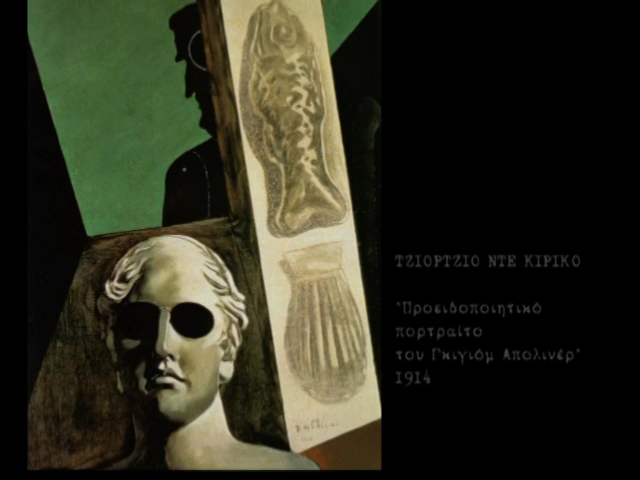 ΤΖΙΟΡΤΖΙΟ ΝΤΕ ΚΙΡΙΚΟ
"Προειδοποιητικό
πορτραίτο
του Γκιγιόμ Απολινέρ"
1914